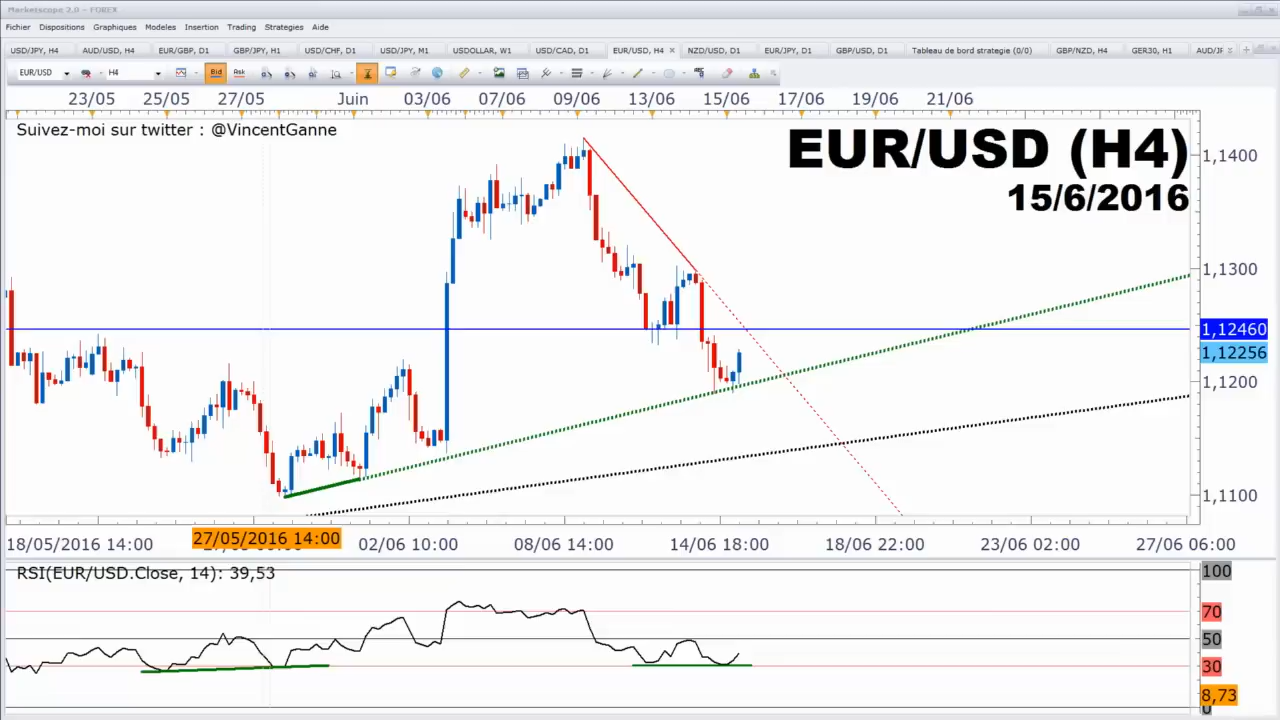 Marketscope 2.0 - FOREX
Fichier Dispositions Graphiques Modeles Insertion Trading Strategies Aide
USD/JPY, H4 AUD/USD, H4 EUR/GBP, D1 GBP/JPY, H1 USD/CHF, D1 USD/JPY, M1 USDOLLAR, W1 USD/CAD, D1 EUR/USD, H4 NZD/USD, D1 EUR/JPY, D1 GBP/USD, D1 Tableau de bord strategie (0/0) GBP/NZD, H4 GER30, H1
EUR/USD H4 Bid Rsk
23/05 25/05 27/05 Juin 03/06 07/06 09/06 13/06 15/06 17/06 19/06 21/06
Suivez-moi sur twitter : @VincentGanne
EUR/USD (H4)
15/6/2016
1,1400
1,1300
1,12460
1,12256
1,1200
1,1100
18/05/2016 14:00 27/05/2016 14:00 02/06 10:00 08/06 14:00 14/06 18:00 18/06 22:00 23/06 02:00 27/06 06:00
RSI(EUR/USD.Close, 14): 39,53
100
70
50
30
8,73
0